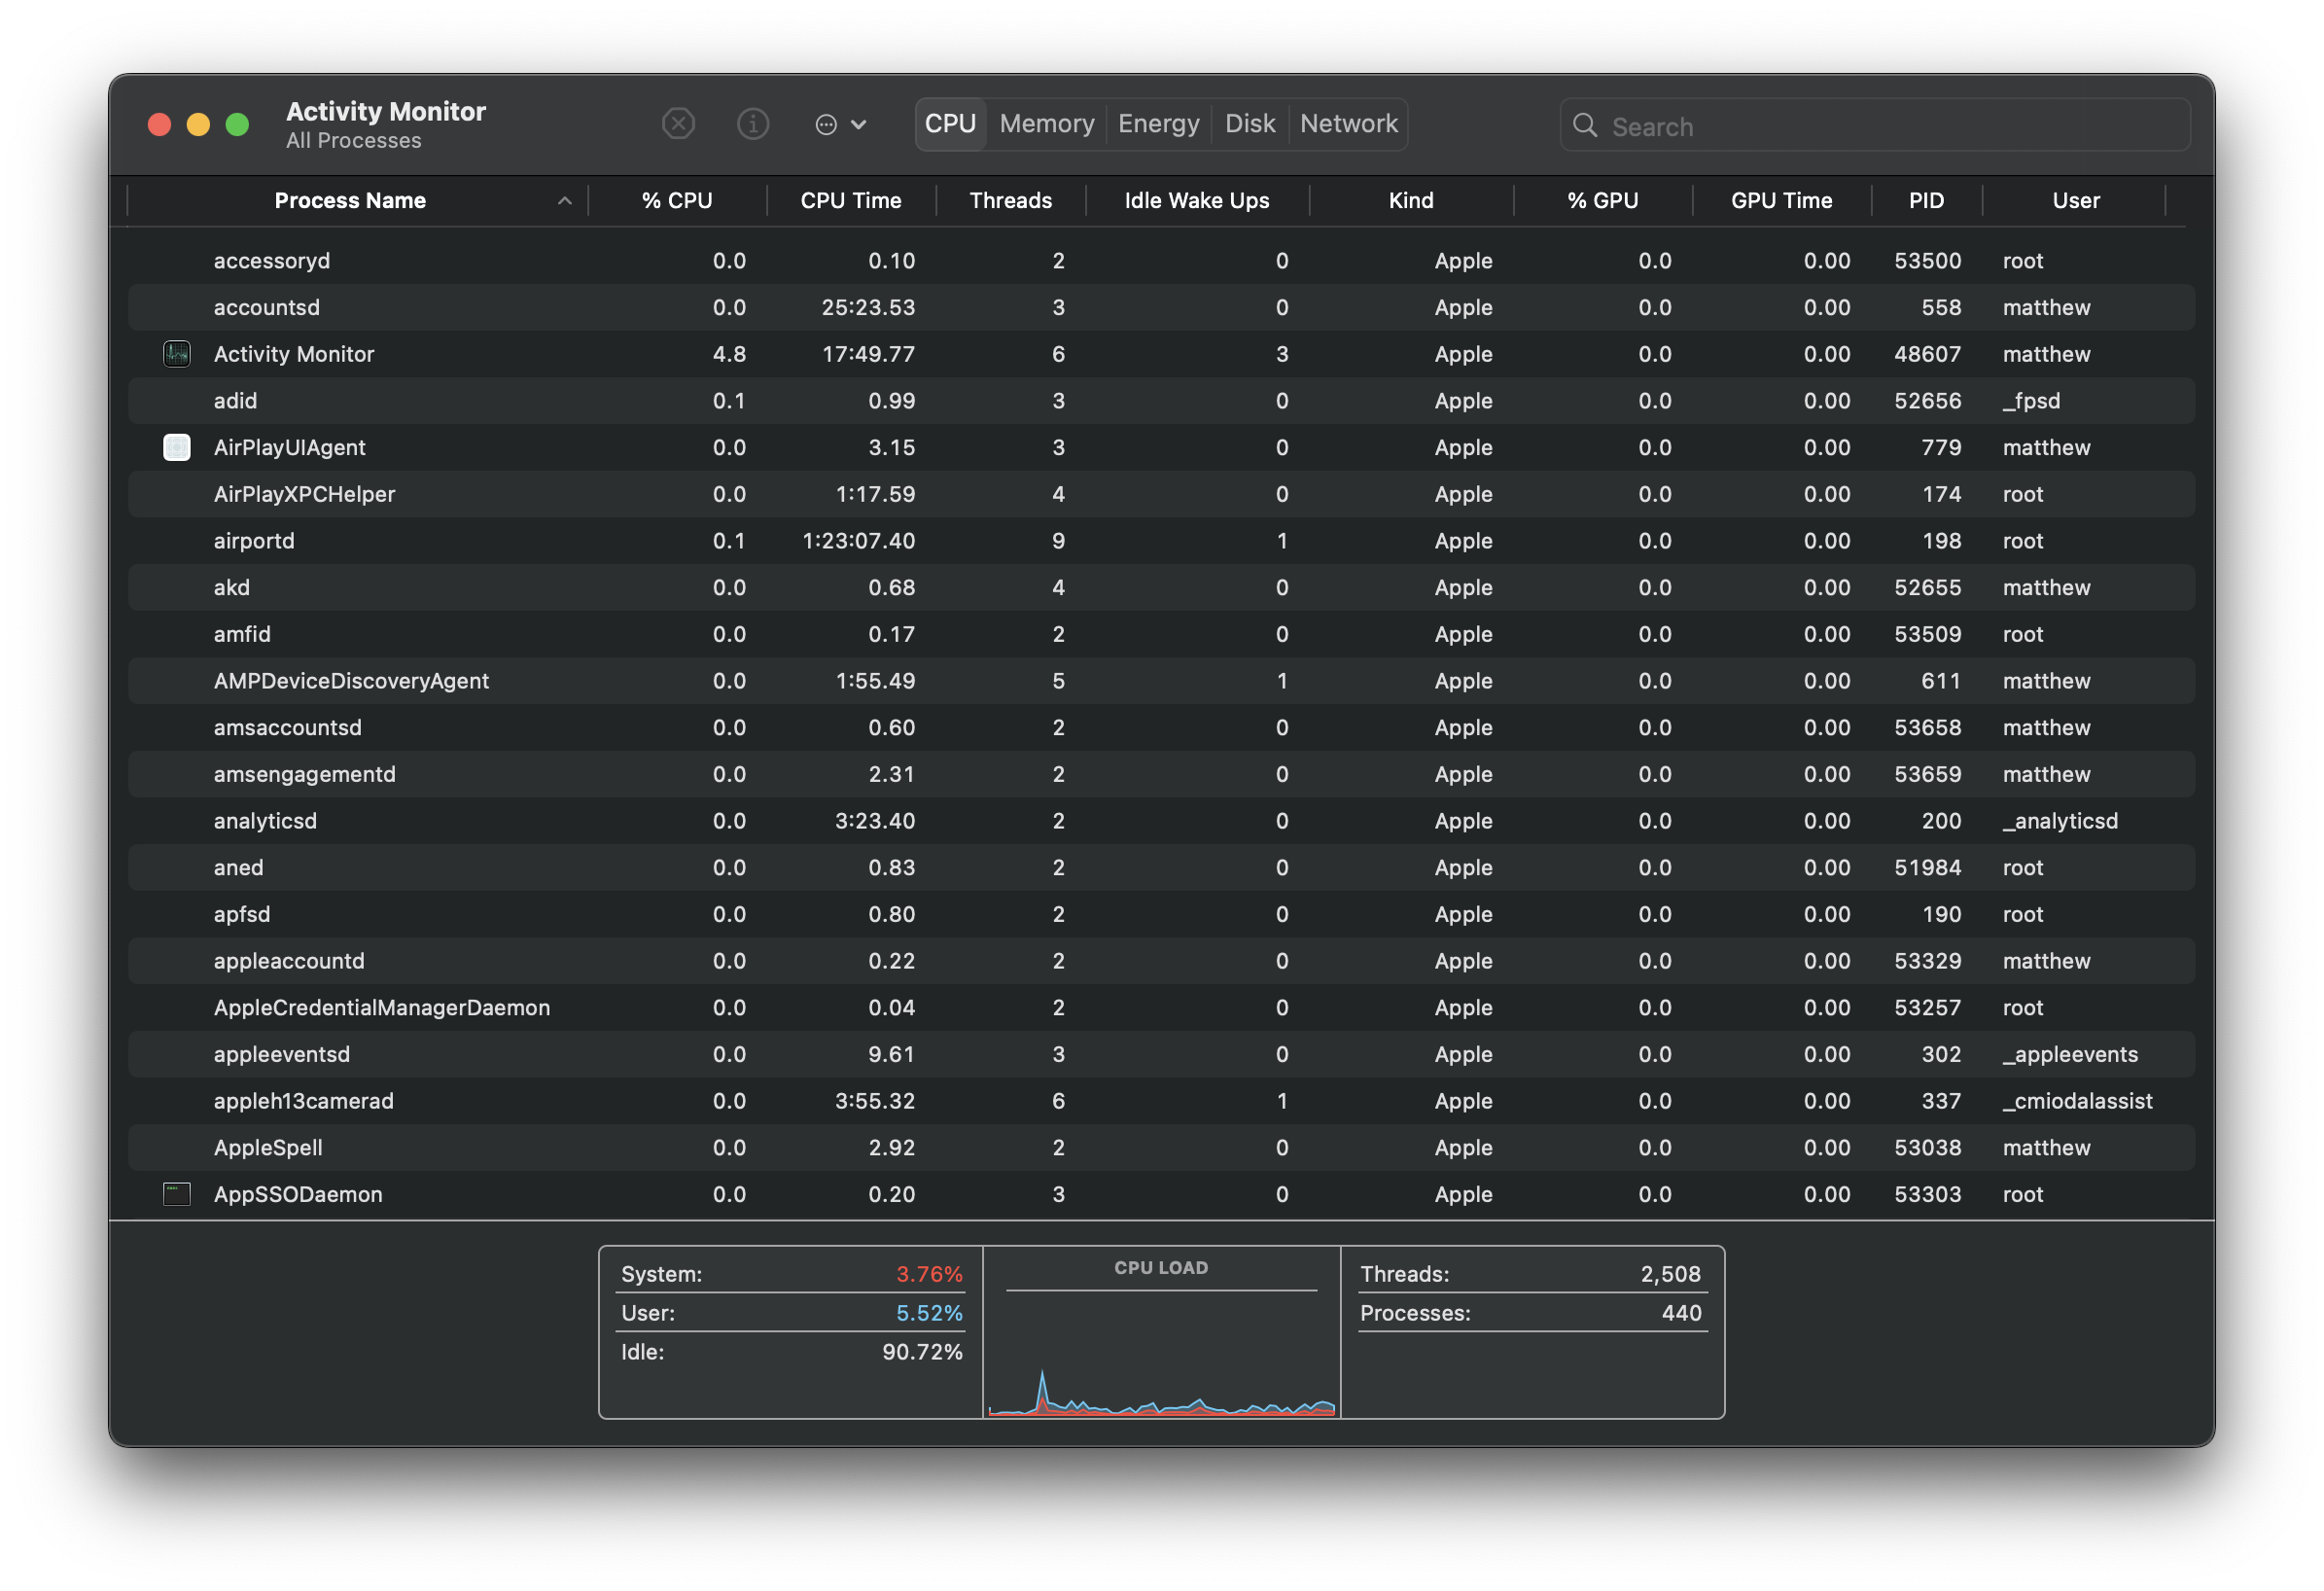 Activity Monitor
All Processes
CPU Memory Energy Disk Network
Search
Process Name % CPU CPU Time Threads Idle Wake Ups Kind % GPU GPU Time PID User
accessoryd 0.0 0.10 2 0 Apple 0.0 0.00 53500 root
accountsd 0.0 25:23.53 3 0 Apple 0.0 0.00 558 matthew
Activity Monitor 4.8 17:49.77 6 3 Apple 0.0 0.00 48607 matthew
adid 0.1 0.99 3 0 Apple 0.0 0.00 52656 _fpsd
AirPlayUIAgent 0.0 3.15 3 0 Apple 0.0 0.00 779 matthew
AirPlayXPCHelper 0.0 1:17.59 4 0 Apple 0.0 0.00 174 root
airportd 0.1 1:23:07.40 9 1 Apple 0.0 0.00 198 root
akd 0.0 0.68 4 0 Apple 0.0 0.00 52655 matthew
amfid 0.0 0.17 2 0 Apple 0.0 0.00 53509 root
AMPDeviceDiscoveryAgent 0.0 1:55.49 5 1 Apple 0.0 0.00 611 matthew
amsaccountsd 0.0 0.60 2 0 Apple 0.0 0.00 53658 matthew
amsengagementd 0.0 2.31 2 0 Apple 0.0 0.00 53659 matthew
analyticsd 0.0 3:23.40 2 0 Apple 0.0 0.00 200 _analyticsd
aned 0.0 0.83 2 0 Apple 0.0 0.00 51984 root
apfsd 0.0 0.80 2 0 Apple 0.0 0.00 190 root
appleaccountd 0.0 0.22 2 0 Apple 0.0 0.00 53329 matthew
AppleCredentialManagerDaemon 0.0 0.04 2 0 Apple 0.0 0.00 53257 root
appleeventsd 0.0 9.61 3 0 Apple 0.0 0.00 302 _appleevents
appleh13camerad 0.0 3:55.32 6 1 Apple 0.0 0.00 337 _cmiodalassist
AppleSpell 0.0 2.92 2 0 Apple 0.0 0.00 53038 matthew
AppSSODaemon 0.0 0.20 3 0 Apple 0.0 0.00 53303 root
System: 3.76%
User: 5.52%
Idle: 90.72%
CPU LOAD
Threads: 2,508
Processes: 440